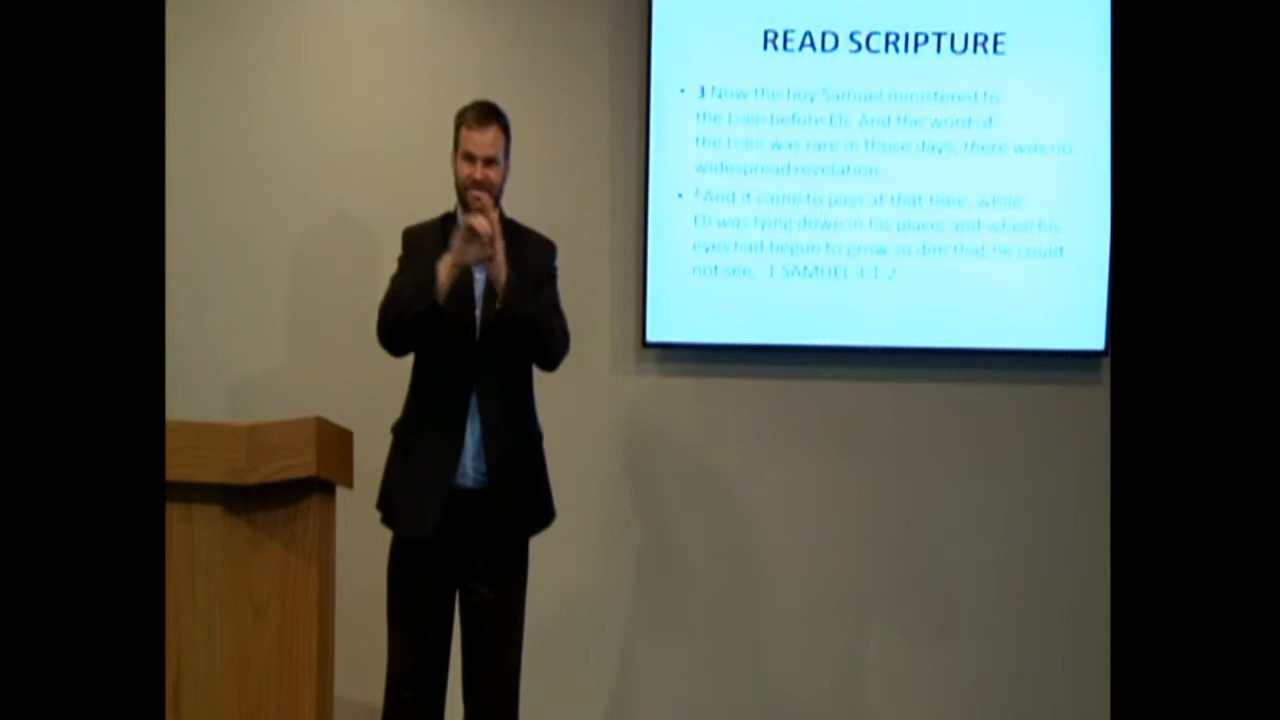 READ SCRIPTURE
• 3 Now the boy Samuel ministered to
the LORD before Eli. And the word of
the LORD was rare in those days; there was no
widespread revelation.
• 2 And it came to pass at that time, while
Eli was lying down in his place, and when his
eyes had begun to grow so dim that he could
not see, 1 SAMUEL 3:1-2